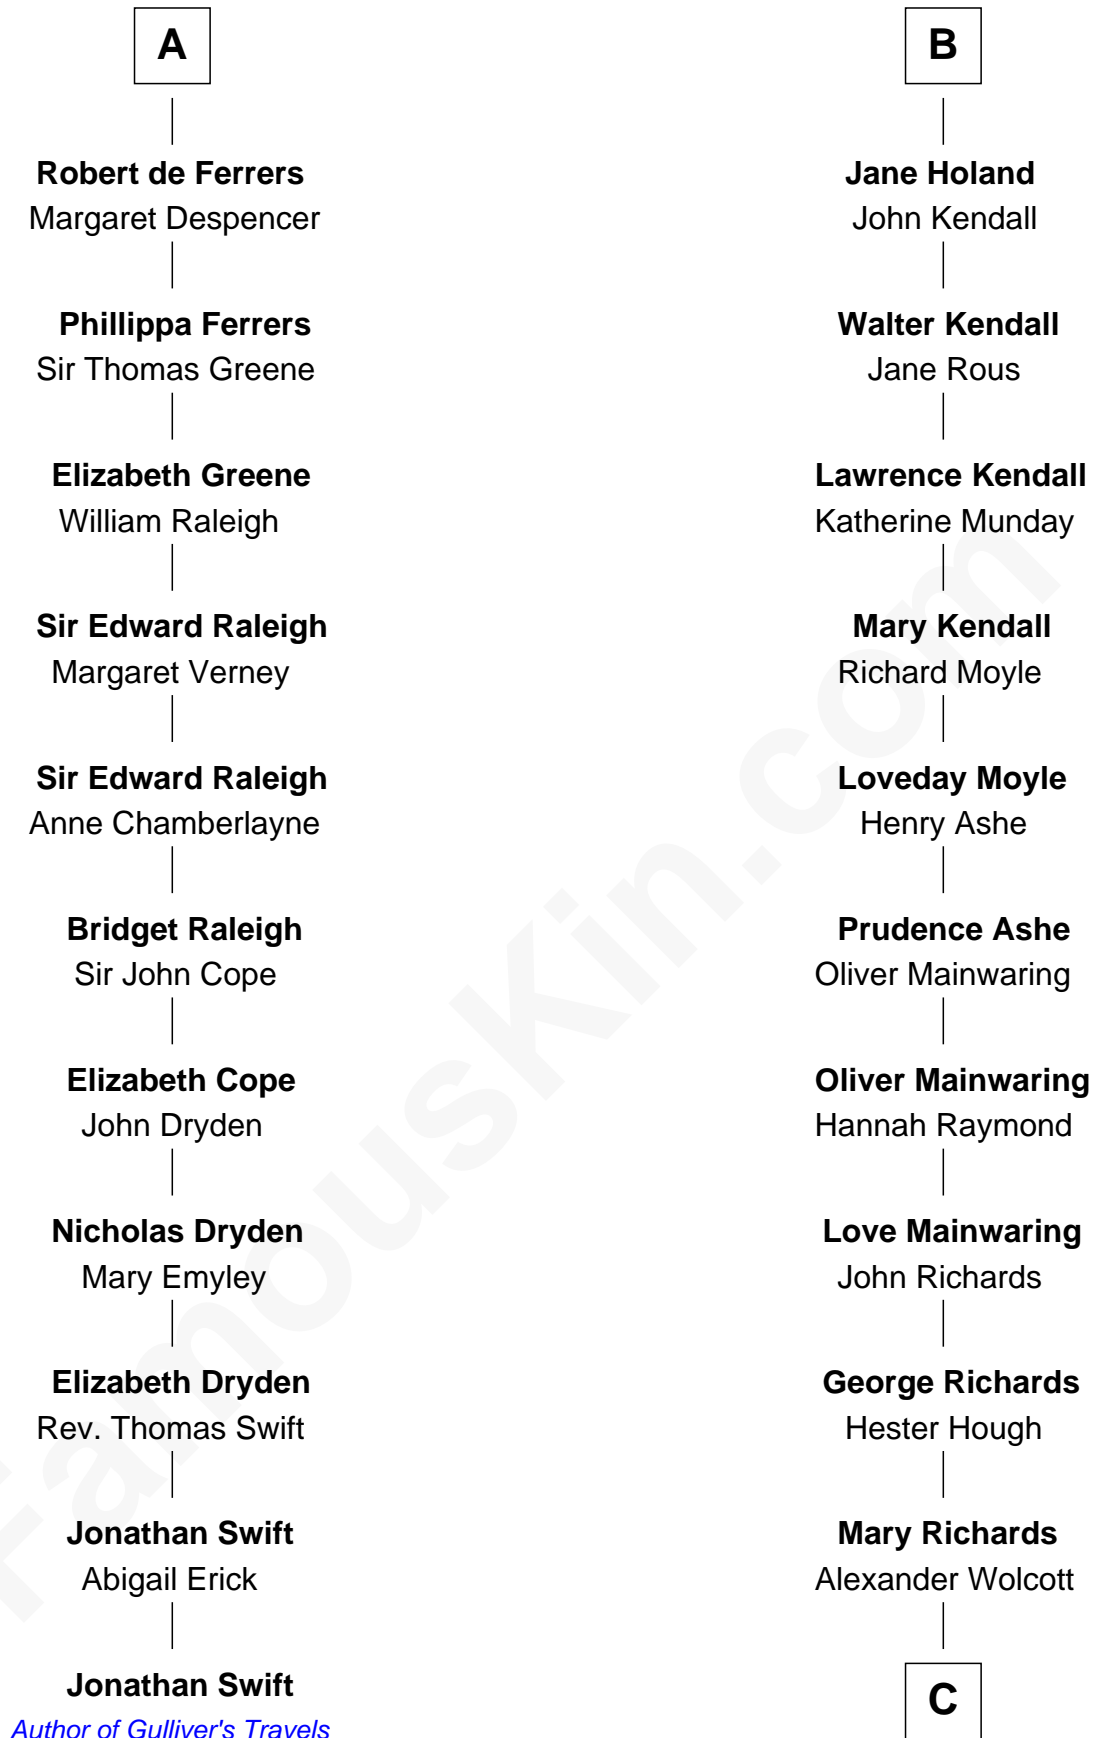 A
Robert de Ferrers
Margaret Despencer
Phillippa Ferrers
Sir Thomas Greene
Elizabeth Greene
William Raleigh
Sir Edward Raleigh
Margaret Verney
Sir Edward Raleigh
Anne Chamberlayne
Bridget Raleigh
Sir John Cope
Elizabeth Cope
John Dryden
Nicholas Dryden
Mary Emyley
Elizabeth Dryden
Rev. Thomas Swift
Jonathan Swift
Abigail Erick
Jonathan Swift
Author of Gulliver's Travels
B
Jane Holand
John Kendall
Walter Kendall
Jane Rous
Lawrence Kendall
Katherine Munday
Mary Kendall
Richard Moyle
Loveday Moyle
Henry Ashe
Prudence Ashe
Oliver Mainwaring
Oliver Mainwaring
Hannah Raymond
Love Mainwaring
John Richards
George Richards
Hester Hough
Mary Richards
Alexander Wolcott
C
FamousKin.com